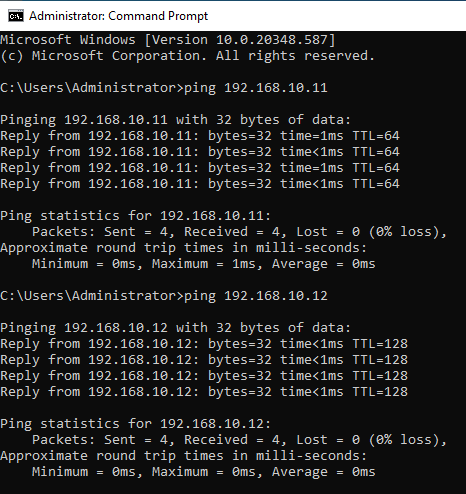 Administrator: Command Prompt
Microsoft Windows [Version 10.0.20348.587]
(c) Microsoft Corporation. All rights reserved.
C:\Users\Administrator>ping 192.168.10.11
Pinging 192.168.10.11 with 32 bytes of data:
Reply from 192.168.10.11: bytes=32 time=1ms TTL=64
Reply from 192.168.10.11: bytes=32 time<1ms TTL=64
Reply from 192.168.10.11: bytes=32 time=1ms TTL=64
Reply from 192.168.10.11: bytes=32 time<1ms TTL=64
Ping statistics for 192.168.10.11:
    Packets: Sent = 4, Received = 4, Lost = 0 (0% loss),
Approximate round trip times in milli-seconds:
    Minimum = 0ms, Maximum = 1ms, Average = 0ms
C:\Users\Administrator>ping 192.168.10.12
Pinging 192.168.10.12 with 32 bytes of data:
Reply from 192.168.10.12: bytes=32 time<1ms TTL=128
Reply from 192.168.10.12: bytes=32 time<1ms TTL=128
Reply from 192.168.10.12: bytes=32 time<1ms TTL=128
Reply from 192.168.10.12: bytes=32 time<1ms TTL=128
Ping statistics for 192.168.10.12:
    Packets: Sent = 4, Received = 4, Lost = 0 (0% loss),
Approximate round trip times in milli-seconds:
    Minimum = 0ms, Maximum = 0ms, Average = 0ms